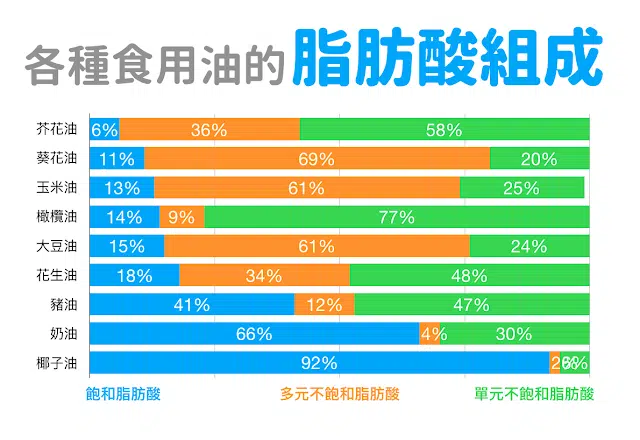 各種食用油的脂肪酸組成
芥花油 6% 36% 58%
葵花油 11% 69% 20%
玉米油 13% 61% 25%
橄欖油 14% 9% 77%
大豆油 15% 61% 24%
花生油 18% 34% 48%
豬油 41% 12% 47%
奶油 66% 4% 30%
椰子油 92% 2% 6%
飽和脂肪酸 多元不飽和脂肪酸 單元不飽和脂肪酸